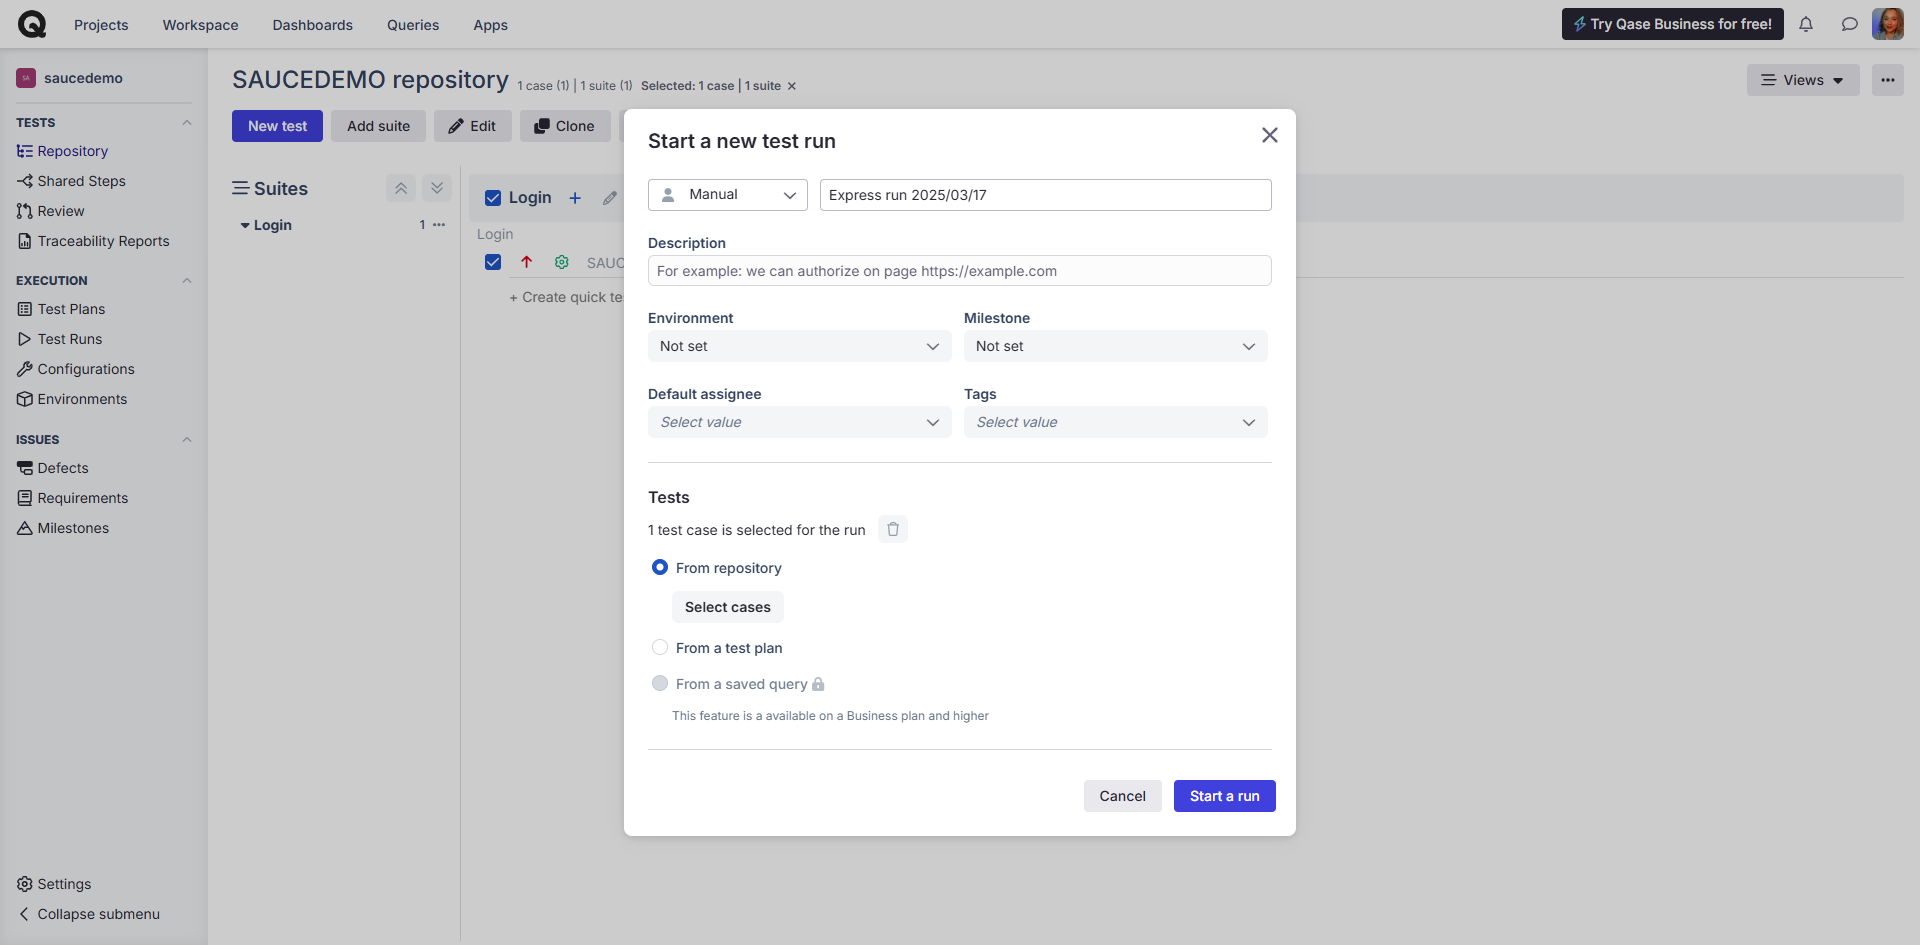 Projects
Workspace
Dashboards
Queries
Apps
Try Qase Business for free!
SA saucedemo
TESTS
Repository
Shared Steps
Review
Traceability Reports
EXECUTION
Test Plans
Test Runs
Configurations
Environments
ISSUES
Defects
Requirements
Milestones
Settings
Collapse submenu
SAUCEDEMO repository 1 case (1) | 1 suite (1) Selected: 1 case | 1 suite
Views
New test
Add suite
Edit
Clone
Suites
Login 1
Login
Login
SAUC
+ Create quick te
Start a new test run
Manual
Express run 2025/03/17
Description
For example: we can authorize on page https://example.com
Environment
Milestone
Not set
Not set
Default assignee
Tags
Select value
Select value
Tests
1 test case is selected for the run
From repository
Select cases
From a test plan
From a saved query
This feature is a available on a Business plan and higher
Cancel
Start a run